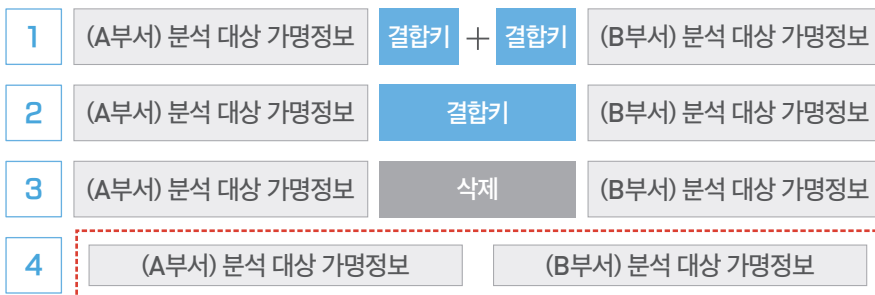 1 (A부서) 분석 대상 가명정보 결합키 + 결합키 (B부서) 분석 대상 가명정보
2 (A부서) 분석 대상 가명정보 결합키 (B부서) 분석 대상 가명정보
3 (A부서) 분석 대상 가명정보 삭제 (B부서) 분석 대상 가명정보
4 (A부서) 분석 대상 가명정보 (B부서) 분석 대상 가명정보